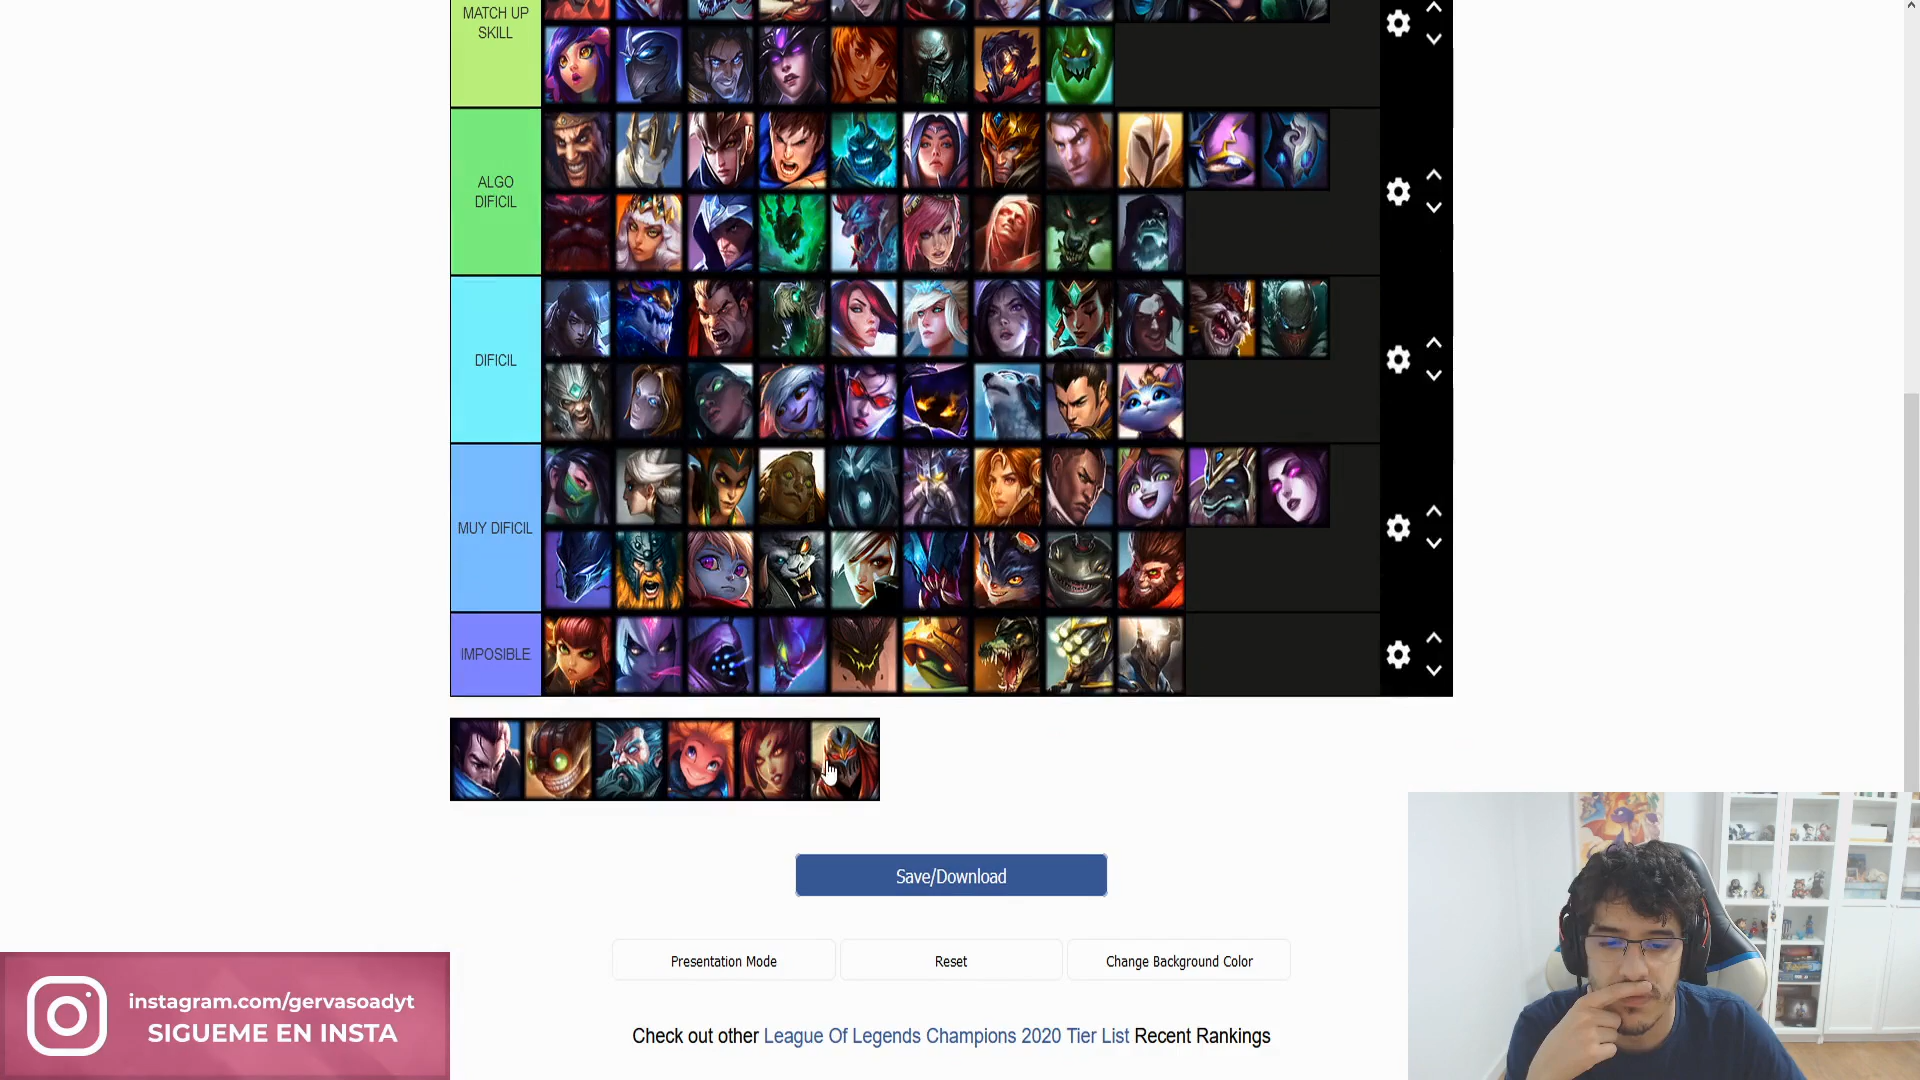 MATCH UP
SKILL
ALGO
DIFICIL
DIFICIL
MUY DIFICIL
IMPOSIBLE
Save/Download
Presentation Mode
Reset
Change Background Color
Check out other League Of Legends Champions 2020 Tier List Recent Rankings
instagram.com/gervasoadyt
SIGUEME EN INSTA